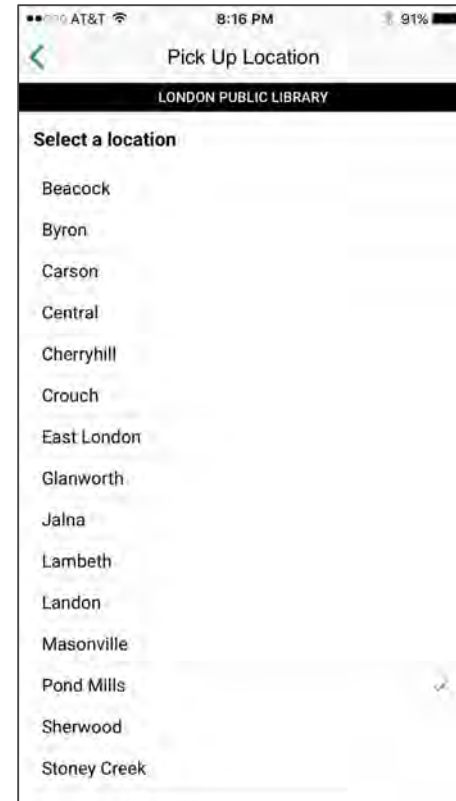 AT&T 8:16 PM 91%
Pick Up Location
LONDON PUBLIC LIBRARY
Select a location
Beacock
Byron
Carson
Central
Cherryhill
Crouch
East London
Glanworth
Jalna
Lambeth
Landon
Masonville
Pond Mills
Sherwood
Stoney Creek